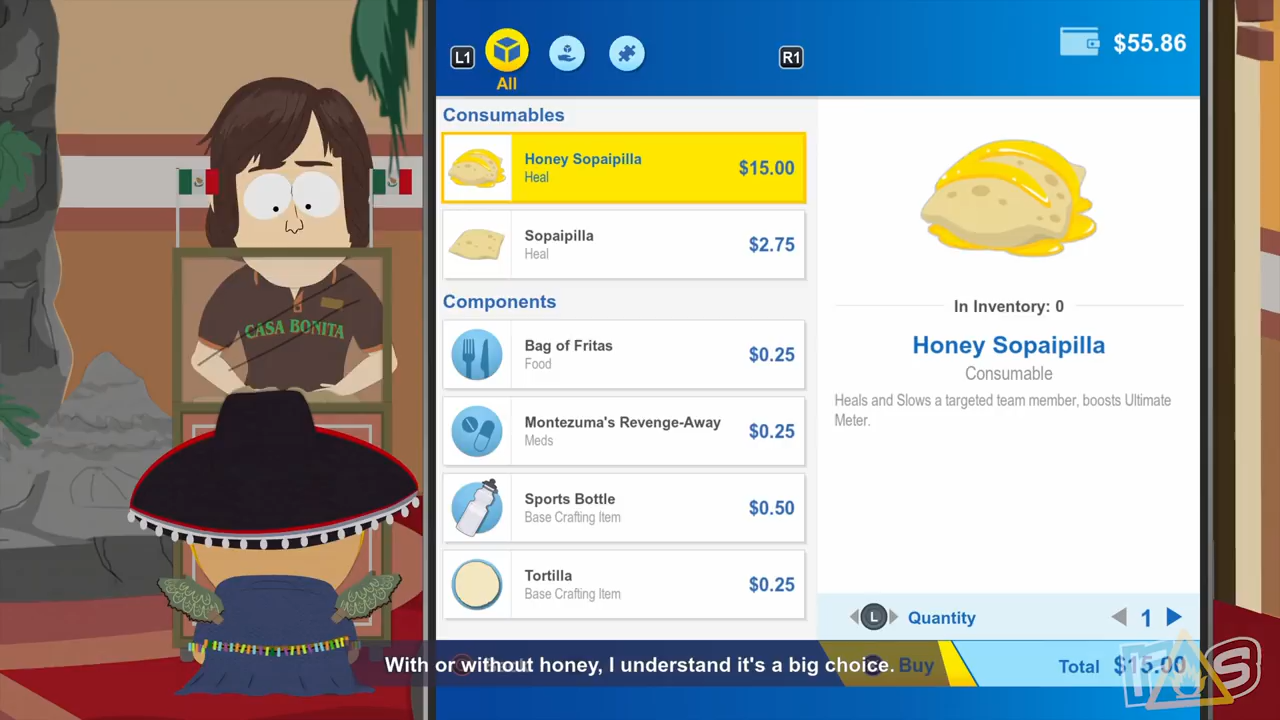 L1
All
R1
$55.86
Consumables
Honey Sopaipilla
Heal
$15.00
Sopaipilla
Heal
$2.75
Components
Bag of Fritas
Food
$0.25
Montezuma's Revenge-Away
Meds
$0.25
Sports Bottle
Base Crafting Item
$0.50
Tortilla
Base Crafting Item
$0.25
CASA BONITA
In Inventory: 0
Honey Sopaipilla
Consumable
Heals and Slows a targeted team member, boosts Ultimate
Meter.
L Quantity 1
With or without honey, I understand it's a big choice.
Buy
Total $15.00